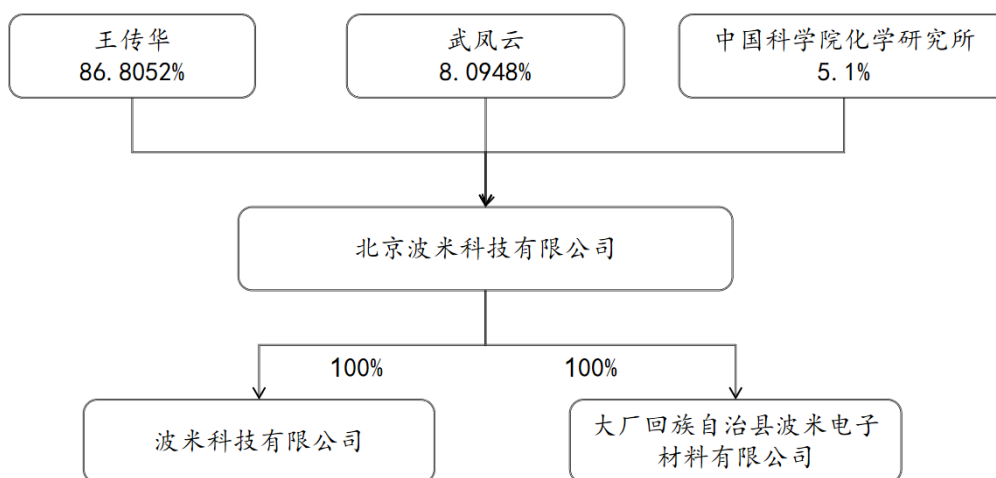 王传华
86.8052%
武凤云
8.0948%
中国科学院化学研究所
5.1%
北京波米科技有限公司
100%
100%
波米科技有限公司
大厂回族自治县波米电子
材料有限公司